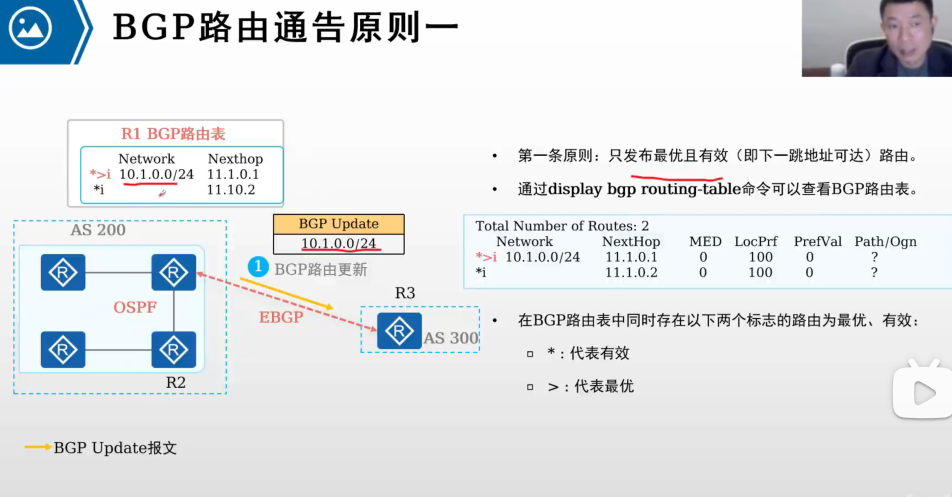 BGP路由通告原则一
R1 BGP路由表
Network Nexthop
*>i 10.1.0.0/24 11.1.0.1
*i 11.10.2
AS 200
R
R
OSPF
R
R
R2
BGP Update
10.1.0.0/24
1 BGP路由更新
EBGP
R3
R
AS 300
BGP Update报文
• 第一条原则：只发布最优且有效（即下一跳地址可达）路由。
• 通过display bgp routing-table命令可以查看BGP路由表。
Total Number of Routes: 2
Network NextHop MED LocPrf PrefVal Path/Ogn
*>i 10.1.0.0/24 11.1.0.1 0 100 0 ?
*i 11.1.0.2 0 100 0 ?
• 在BGP路由表中同时存在以下两个标志的路由为最优、有效：
*：代表有效
>：代表最优